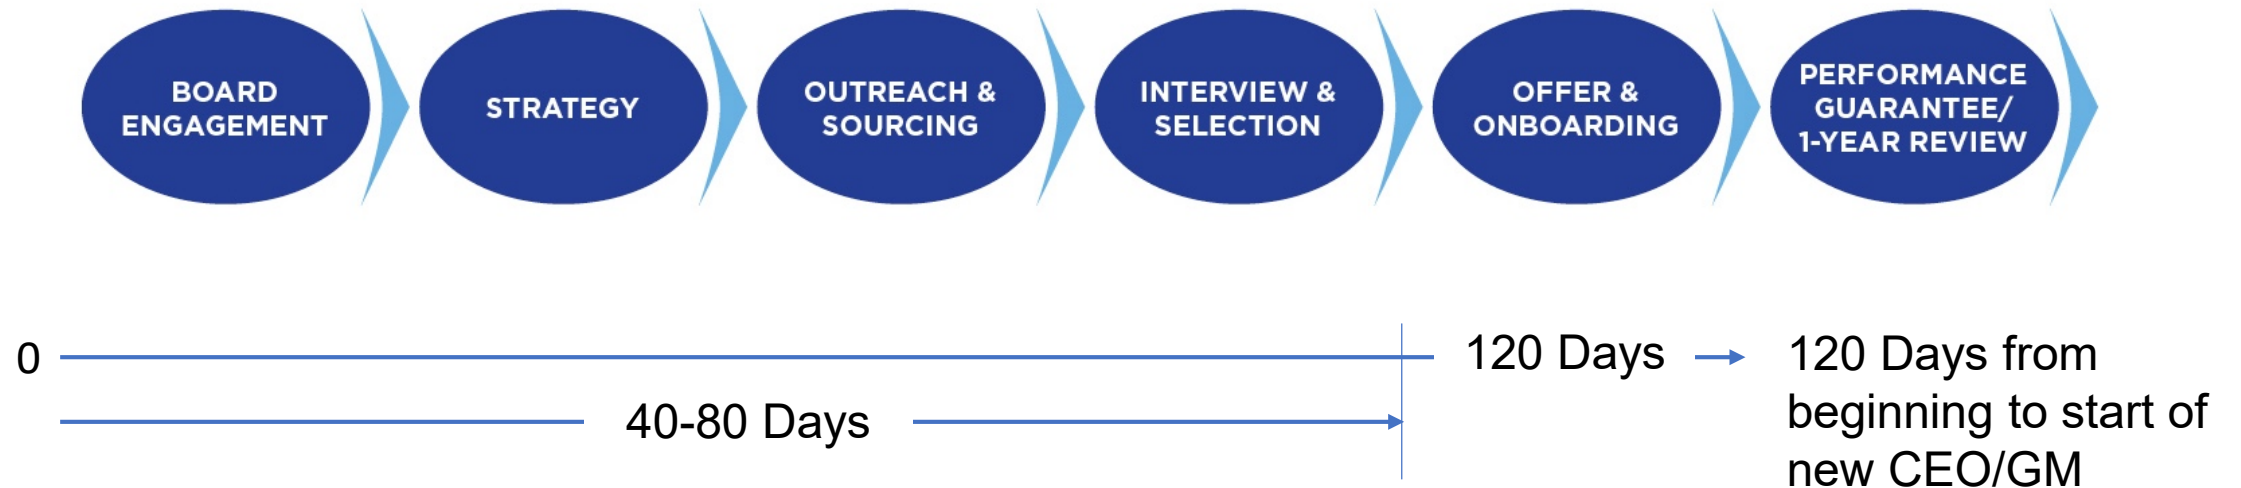 BOARD
ENGAGEMENT
STRATEGY
OUTREACH &
SOURCING
INTERVIEW &
SELECTION
OFFER &
ONBOARDING
PERFORMANCE
GUARANTEE/
1-YEAR REVIEW
0
120 Days
120 Days from
beginning to start of
new CEO/GM
40-80 Days